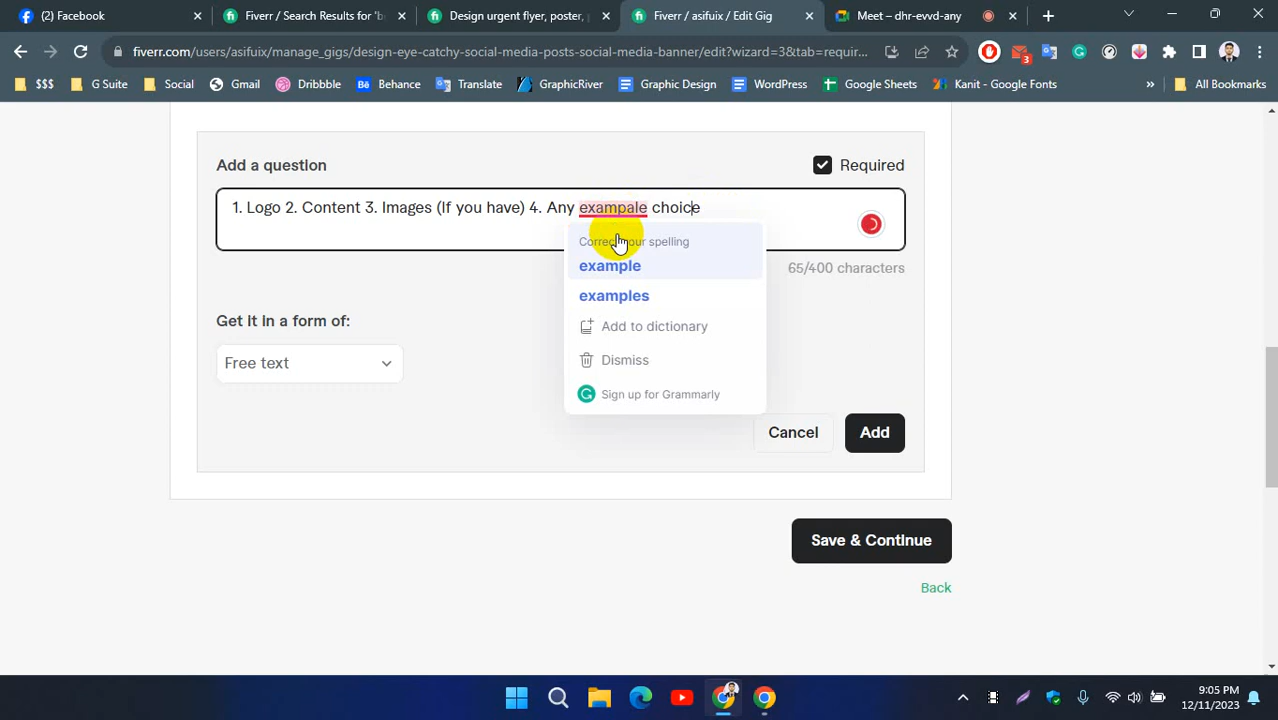 (2) Facebook
Fiverr / Search Results for 'b
Design urgent flyer, poster,
Fiverr / asifuix / Edit Gig
Meet – dhr-evvd-any
fiverr.com/users/asifuix/manage_gigs/design-eye-catchy-social-media-posts-social-media-banner/edit?wizard=3&tab=requir...
3
$$$
G Suite
Social
Gmail
Dribbble
Behance
Translate
GraphicRiver
Graphic Design
WordPress
Google Sheets
Kanit - Google Fonts
All Bookmarks
Add a question
Required
1. Logo 2. Content 3. Images (If you have) 4. Any exampale choice
Correct your spelling
example
65/400 characters
examples
Get it in a form of:
Add to dictionary
Free text
Dismiss
Sign up for Grammarly
Cancel
Add
Save & Continue
Back
9:05 PM
12/11/2023